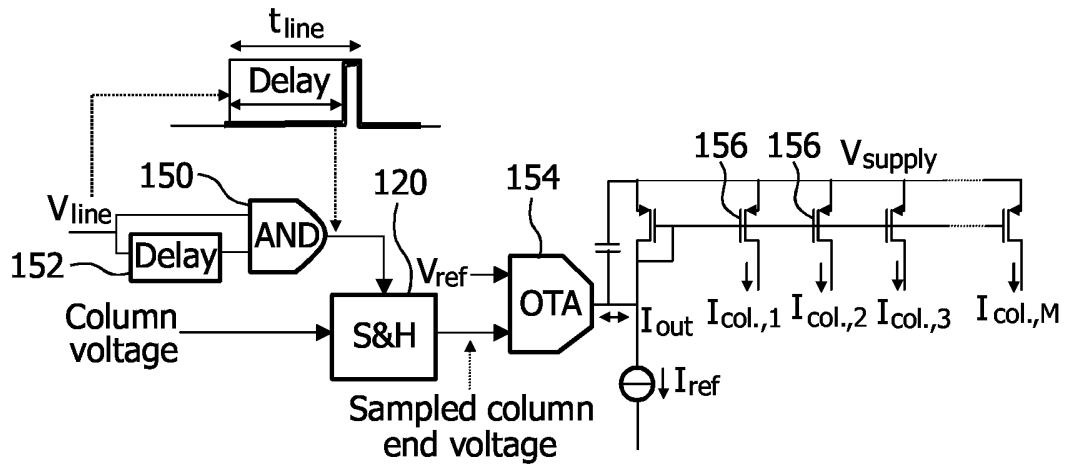 t_line
Delay
150
V_line
AND
152
Delay
120
154
156
156
V_supply
V_ref
OTA
Column
voltage
S&H
I_out
I_col.,1
I_col.,2
I_col.,3
I_col.,M
I_ref
Sampled column
end voltage